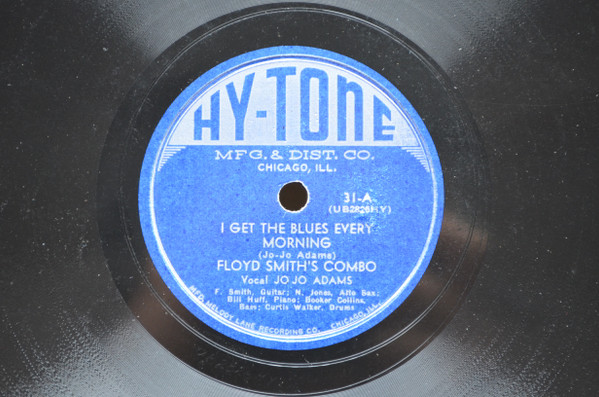 HY-TONE
MFG. & DIST. CO.
CHICAGO, ILL.
31-A
(UB2828HY)
I GET THE BLUES EVERY
MORNING
(Jo-Jo Adams)
FLOYD SMITH'S COMBO
Vocal JO JO ADAMS
F. Smith, Guitar; N. Jones, Alto Sax;
Bill Huff, Piano; Booker Collins,
Bass; Curtis Walker, Drums
MFG. MELODY LANE RECORDING CO. CHICAGO, ILL.